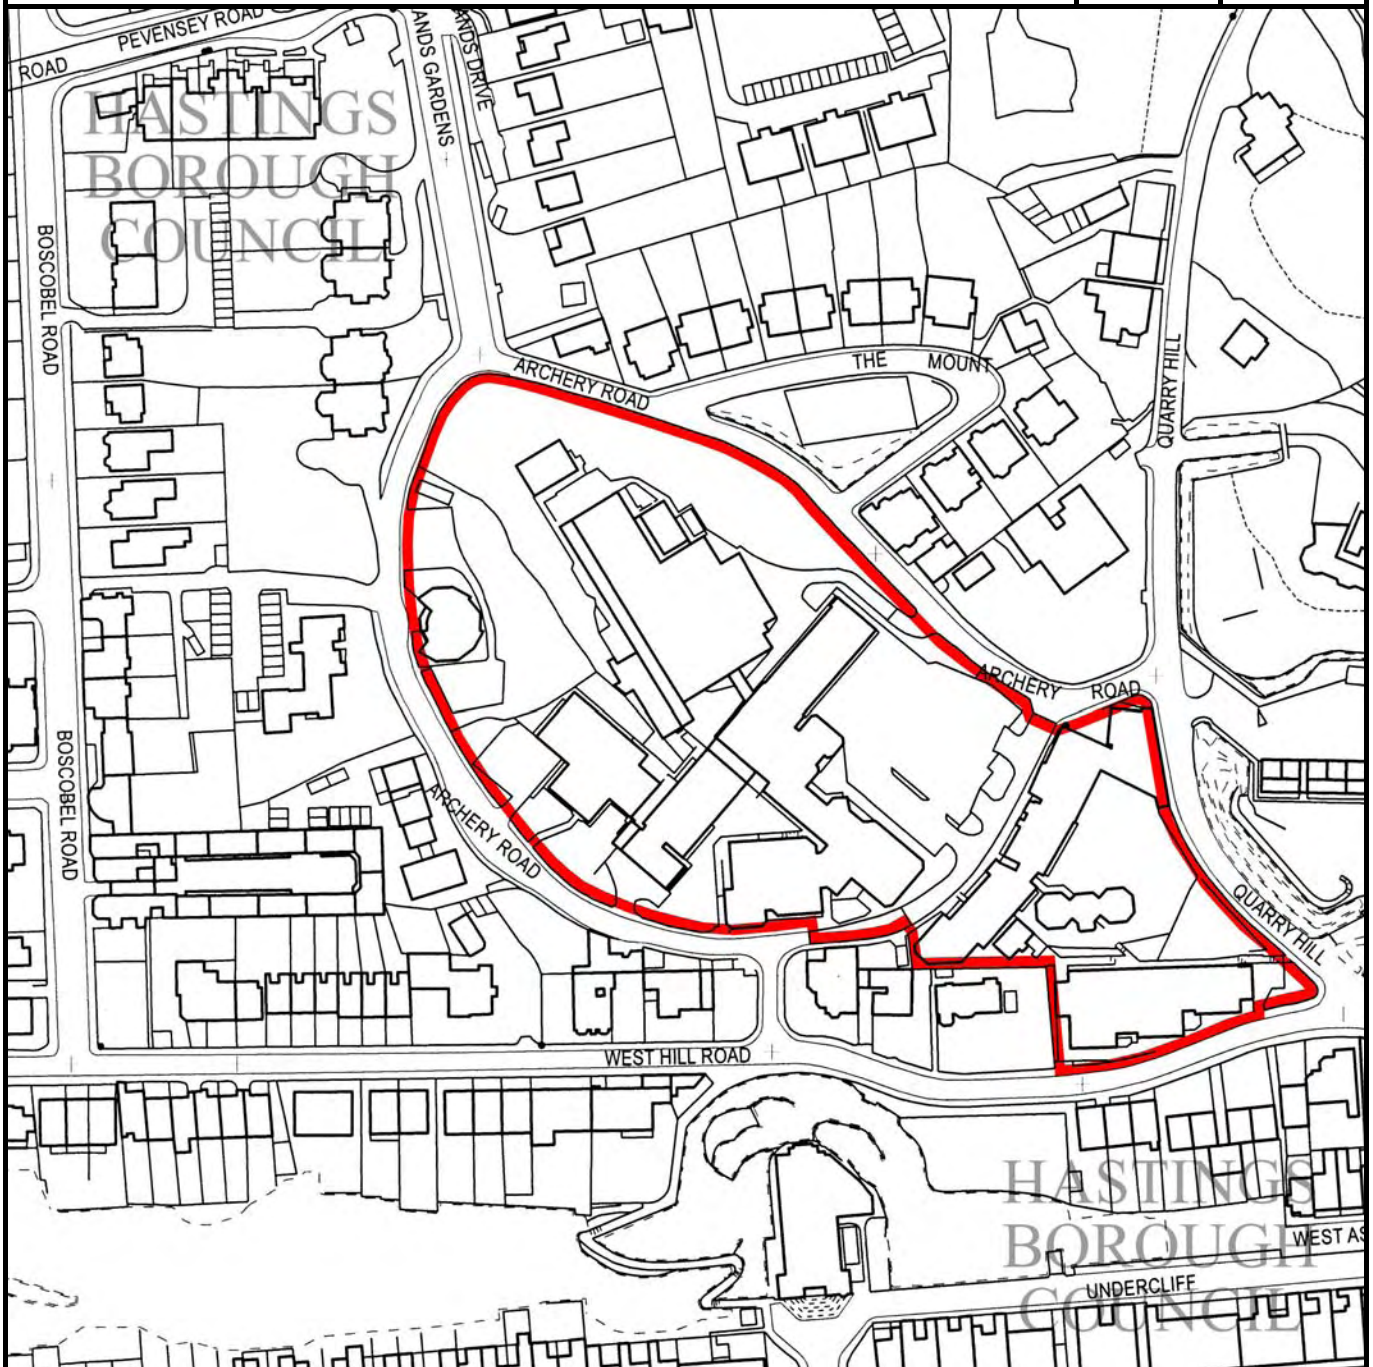 PEVENSEY ROAD
ROAD
ANDS GARDENS
ANDS DRIVE
HASTINGS
BOROUGH
COUNCIL
BOSCOBEL ROAD
ARCHERY ROAD
THE MOUNT
QUARRY HILL
ARCHERY ROAD
BOSCOBEL ROAD
ARCHERY ROAD
QUARRY HILL
WEST HILL ROAD
HASTINGS
BOROUGH
COUNCIL
WEST AS
UNDERCLIFF